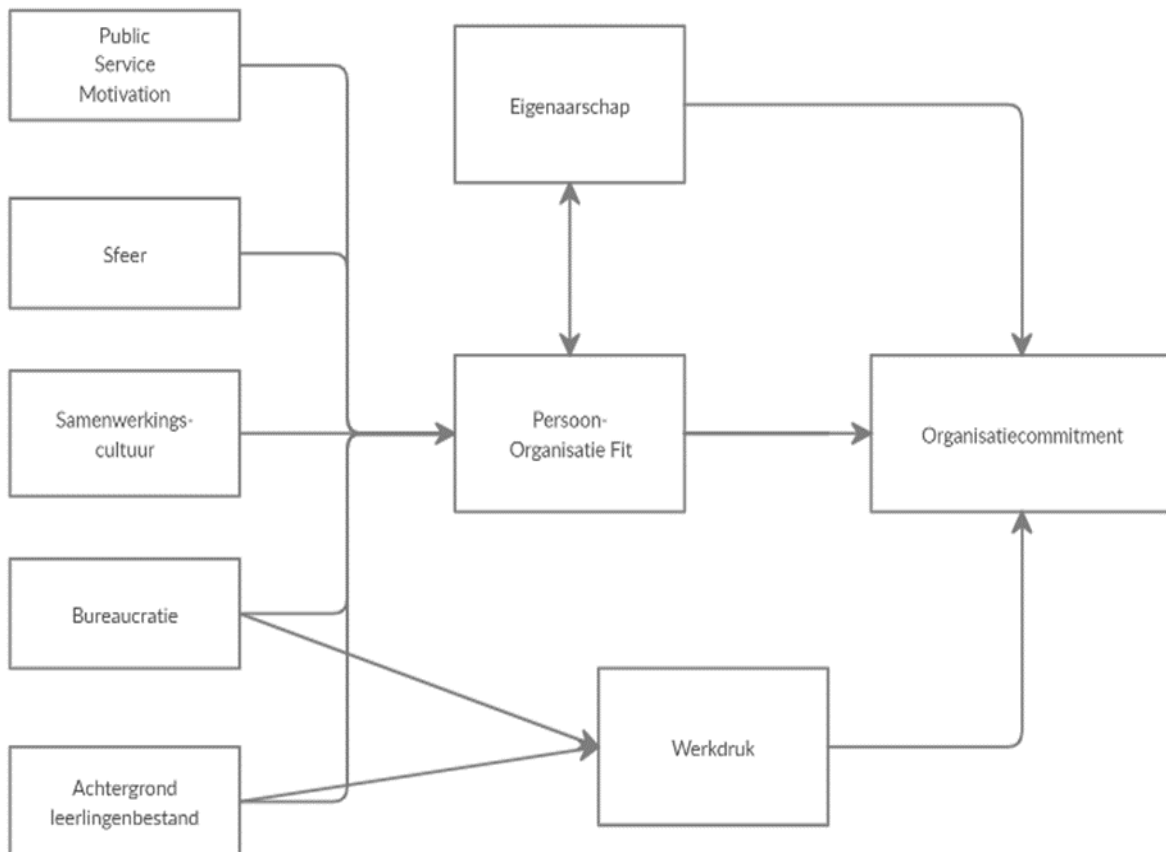 Public
Service
Motivation
Eigenaarschap
Sfeer
Samenwerkings-
cultuur
Persoon-
Organisatie Fit
Organisatiecommitment
Bureaucratie
Werkdruk
Achtergrond
leerlingenbestand